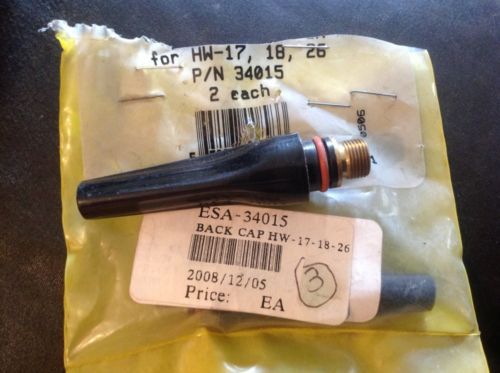 for HW-17, 18, 26
P/N 34015
2 each
ESA-34015
BACK CAP HW-17-18-26
2008/12/05
Price: EA
3